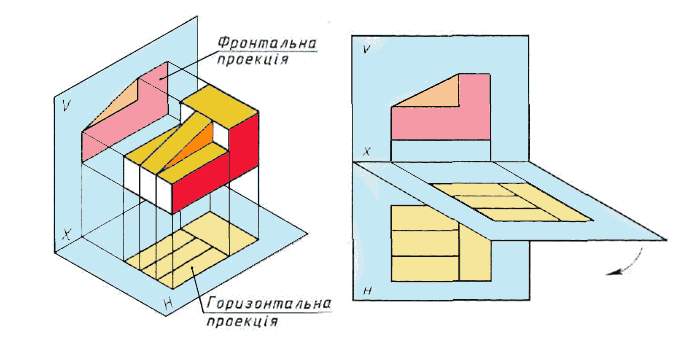 Фронтальна
проекція
V
X
H
Горизонтальна
проекція
V
X
H